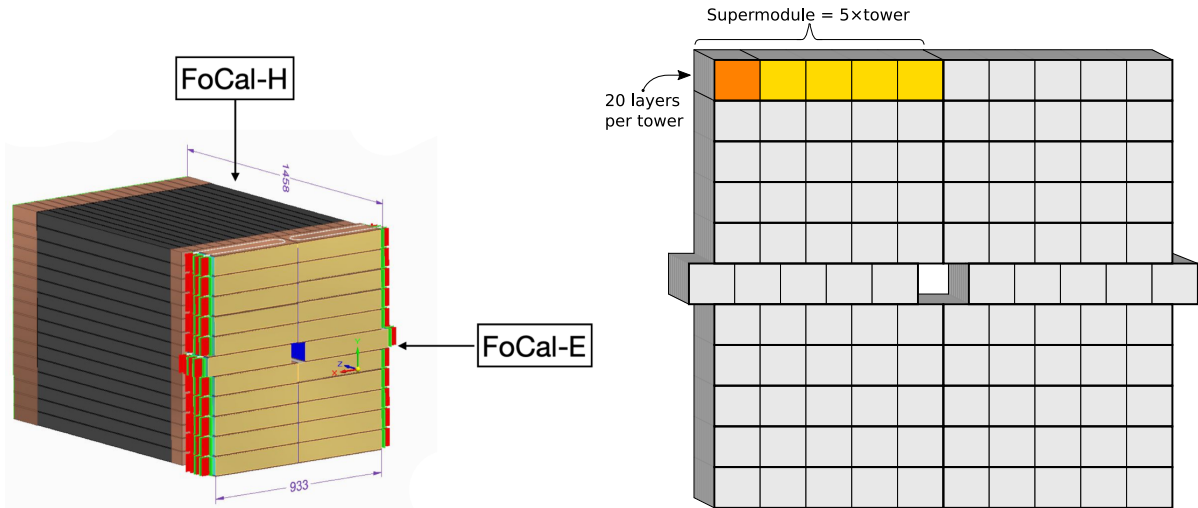 FoCal-H
1458
FoCal-E
Y
Z
X
933
Supermodule = 5×tower
20 layers
per tower